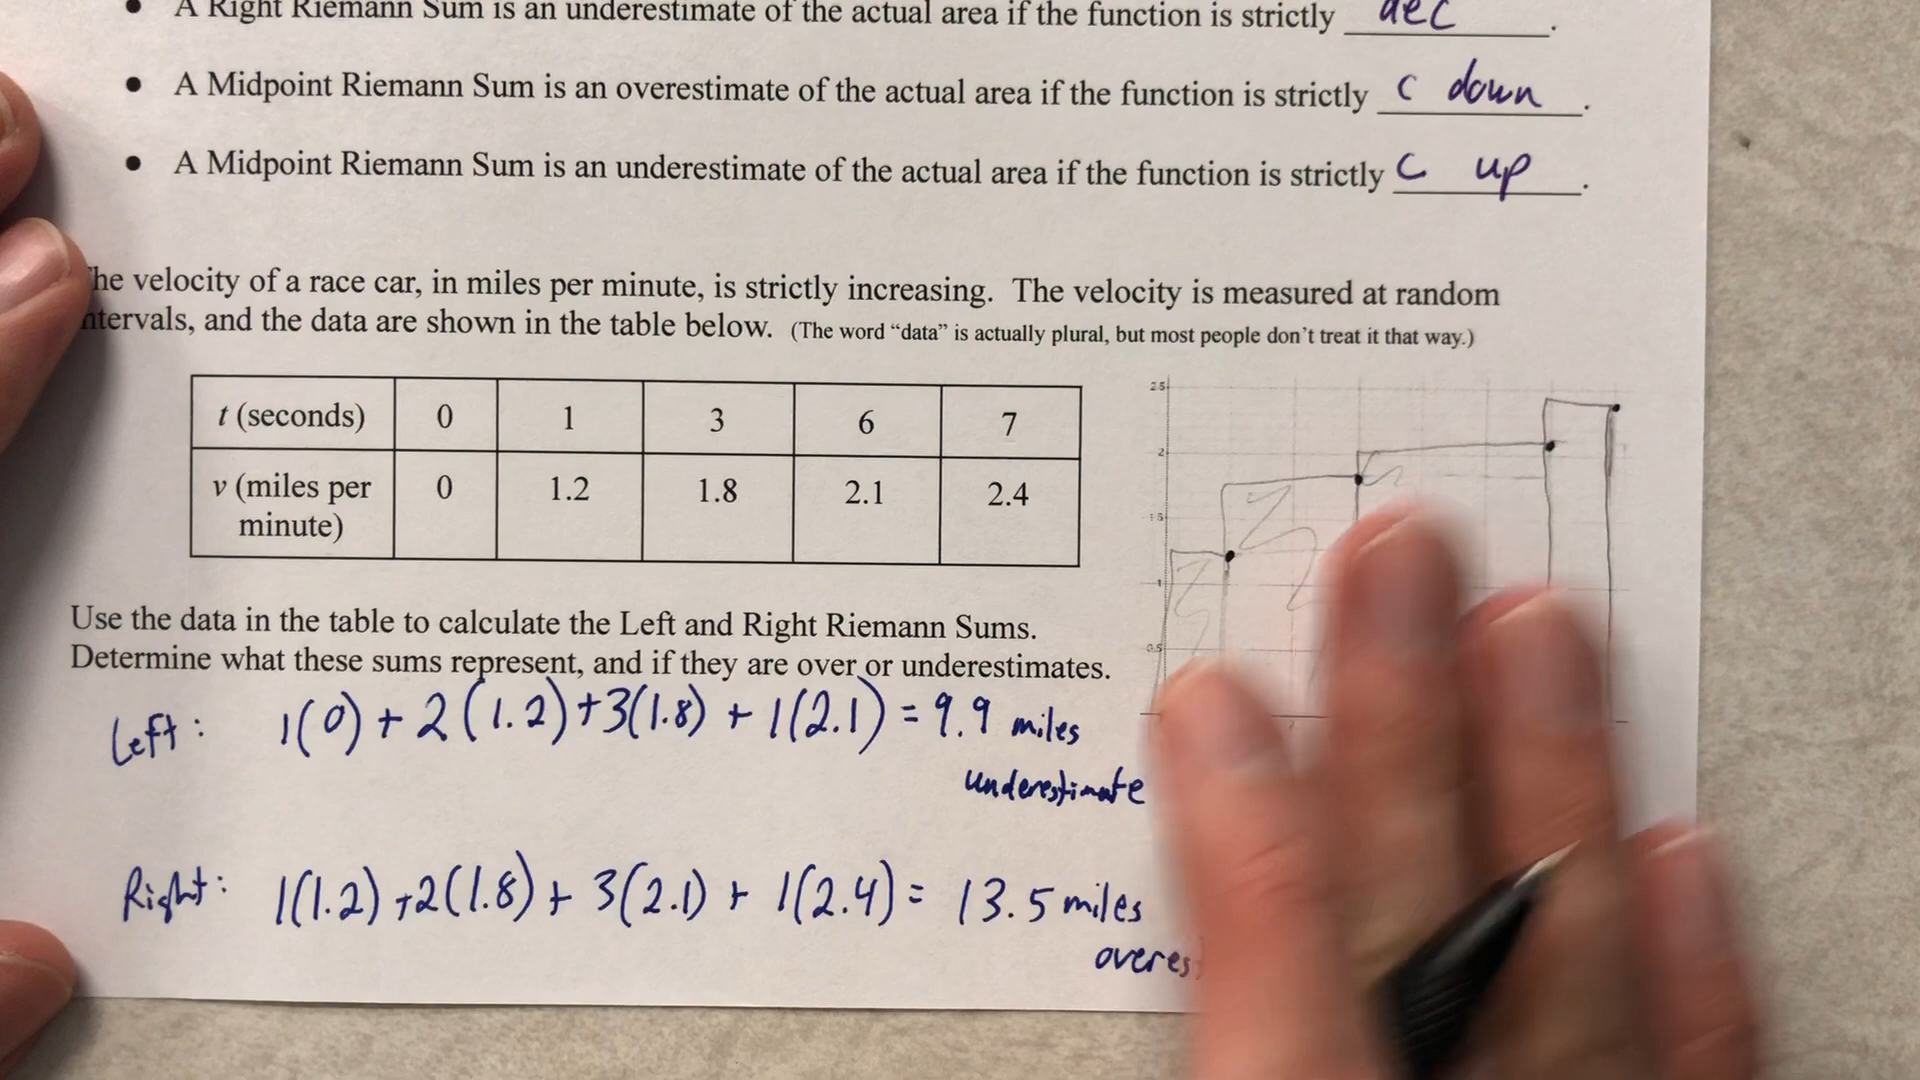 • A Right Riemann Sum is an underestimate of the actual area if the function is strictly dec.
• A Midpoint Riemann Sum is an overestimate of the actual area if the function is strictly c down.
• A Midpoint Riemann Sum is an underestimate of the actual area if the function is strictly c up.
he velocity of a race car, in miles per minute, is strictly increasing. The velocity is measured at random
ntervals, and the data are shown in the table below. (The word “data” is actually plural, but most people don’t treat it that way.)
t (seconds) 0 1 3 6 7
v (miles per minute) 0 1.2 1.8 2.1 2.4
2.5
2
1.5
1
0.5
Use the data in the table to calculate the Left and Right Riemann Sums.
Determine what these sums represent, and if they are over or underestimates.
Left: 1(0) + 2(1.2) + 3(1.8) + 1(2.1) = 9.9 miles
underestimate
Right: 1(1.2) + 2(1.8) + 3(2.1) + 1(2.4) = 13.5 miles
overes